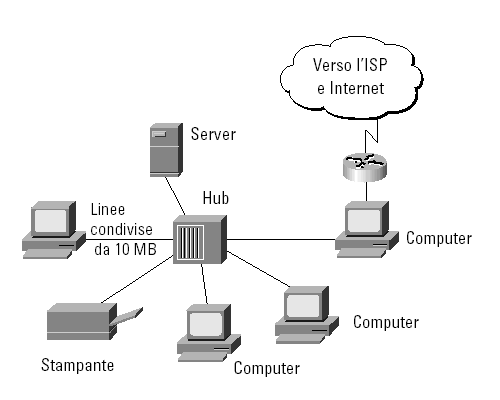 Verso l'ISP
e Internet
Server
Hub
Linee
condivise
da 10 MB
Computer
Computer
Stampante
Computer